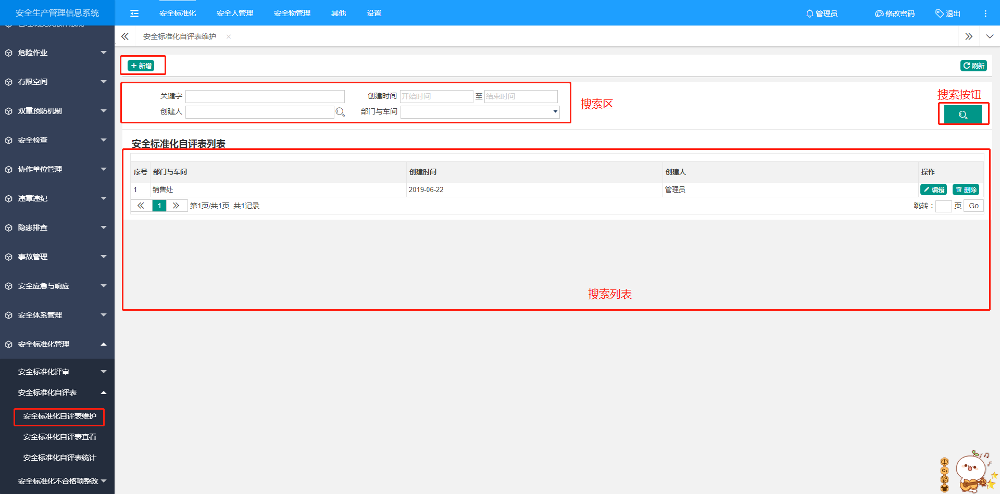 安全生产管理信息系统
安全标准化
安全人管理
安全物管理
其他
设置
管理员
修改密码
退出
安全标准化自评表维护
危险作业
有限空间
双重预防机制
安全检查
协作单位管理
违章违纪
隐患排查
事故管理
安全应急与响应
安全体系管理
安全标准化管理
安全标准化评审
安全标准化自评表
安全标准化自评表维护
安全标准化自评表查看
安全标准化自评表统计
安全标准化不合格项整改
新增
刷新
关键字
创建时间 开始时间 至 结束时间
创建人
部门与车间
搜索区
搜索按钮
安全标准化自评表列表
序号 部门与车间 创建时间 创建人 操作
1 销售处 2019-06-22 管理员 编辑 删除
1 第1页/共1页 共1记录
跳转： 页 Go
搜索列表
中
简